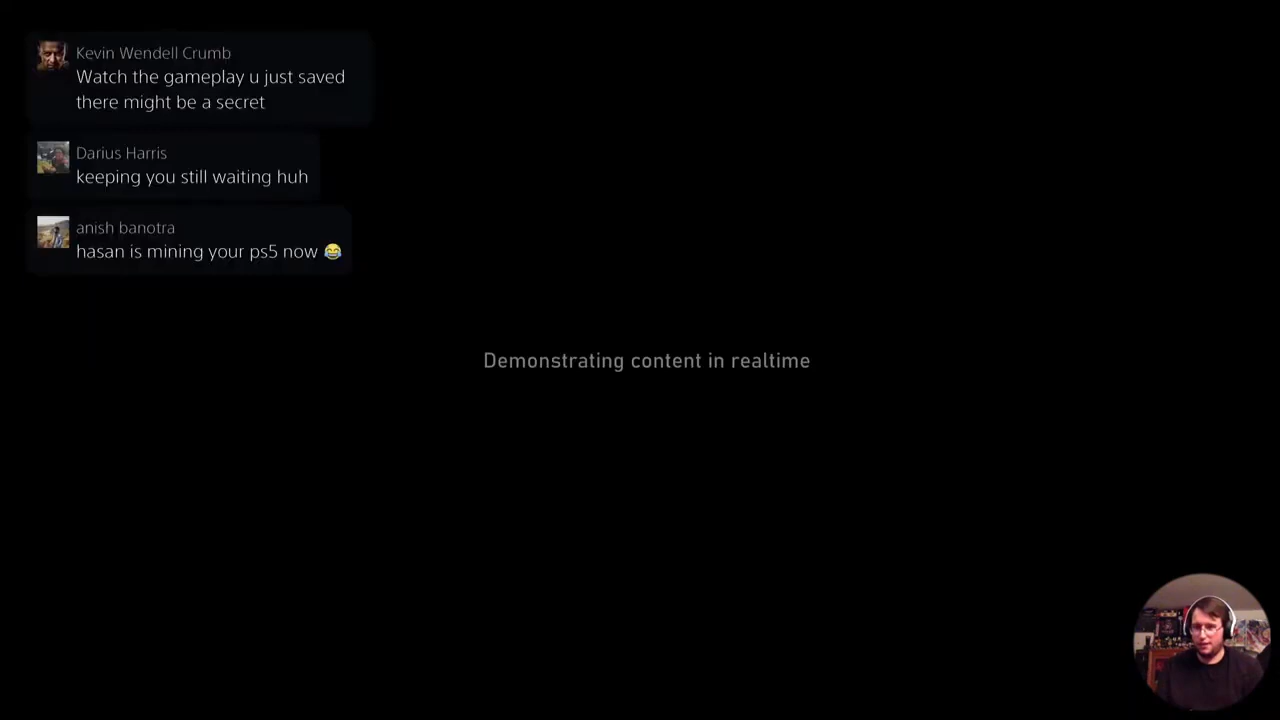 Kevin Wendell Crumb
Watch the gameplay u just saved
there might be a secret
Darius Harris
keeping you still waiting huh
anish banotra
hasan is mining your ps5 now 😂
Demonstrating content in realtime